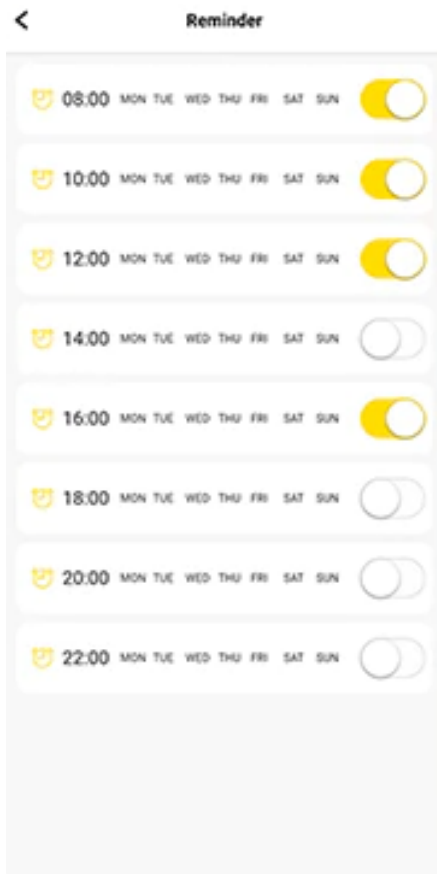 Reminder
08:00 MON TUE WED THU FRI SAT SUN
10:00 MON TUE WED THU FRI SAT SUN
12:00 MON TUE WED THU FRI SAT SUN
14:00 MON TUE WED THU FRI SAT SUN
16:00 MON TUE WED THU FRI SAT SUN
18:00 MON TUE WED THU FRI SAT SUN
20:00 MON TUE WED THU FRI SAT SUN
22:00 MON TUE WED THU FRI SAT SUN